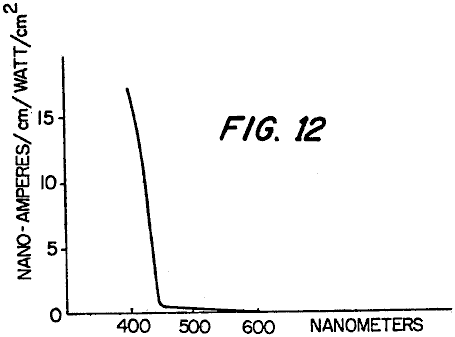 NANO-AMPERES/cm/WATT/cm²
FIG. 12
15
10
5
0
400 500 600 NANOMETERS